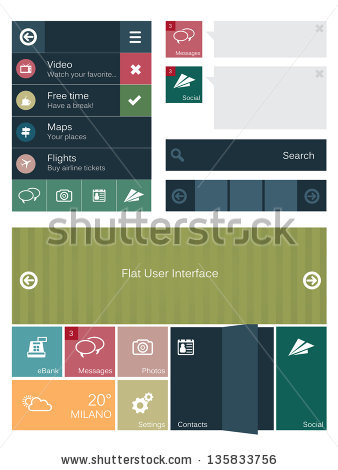 Video
Watch your favorite..
Free time
Have a break!
Maps
Your places
Flights
Buy airline tickets
3
Messages
3
Social
Search
shutterstock
Flat User Interface
eBank
3
Messages
Photos
20°
MILANO
Settings
Contacts
Social
www.shutterstock.com · 135833756